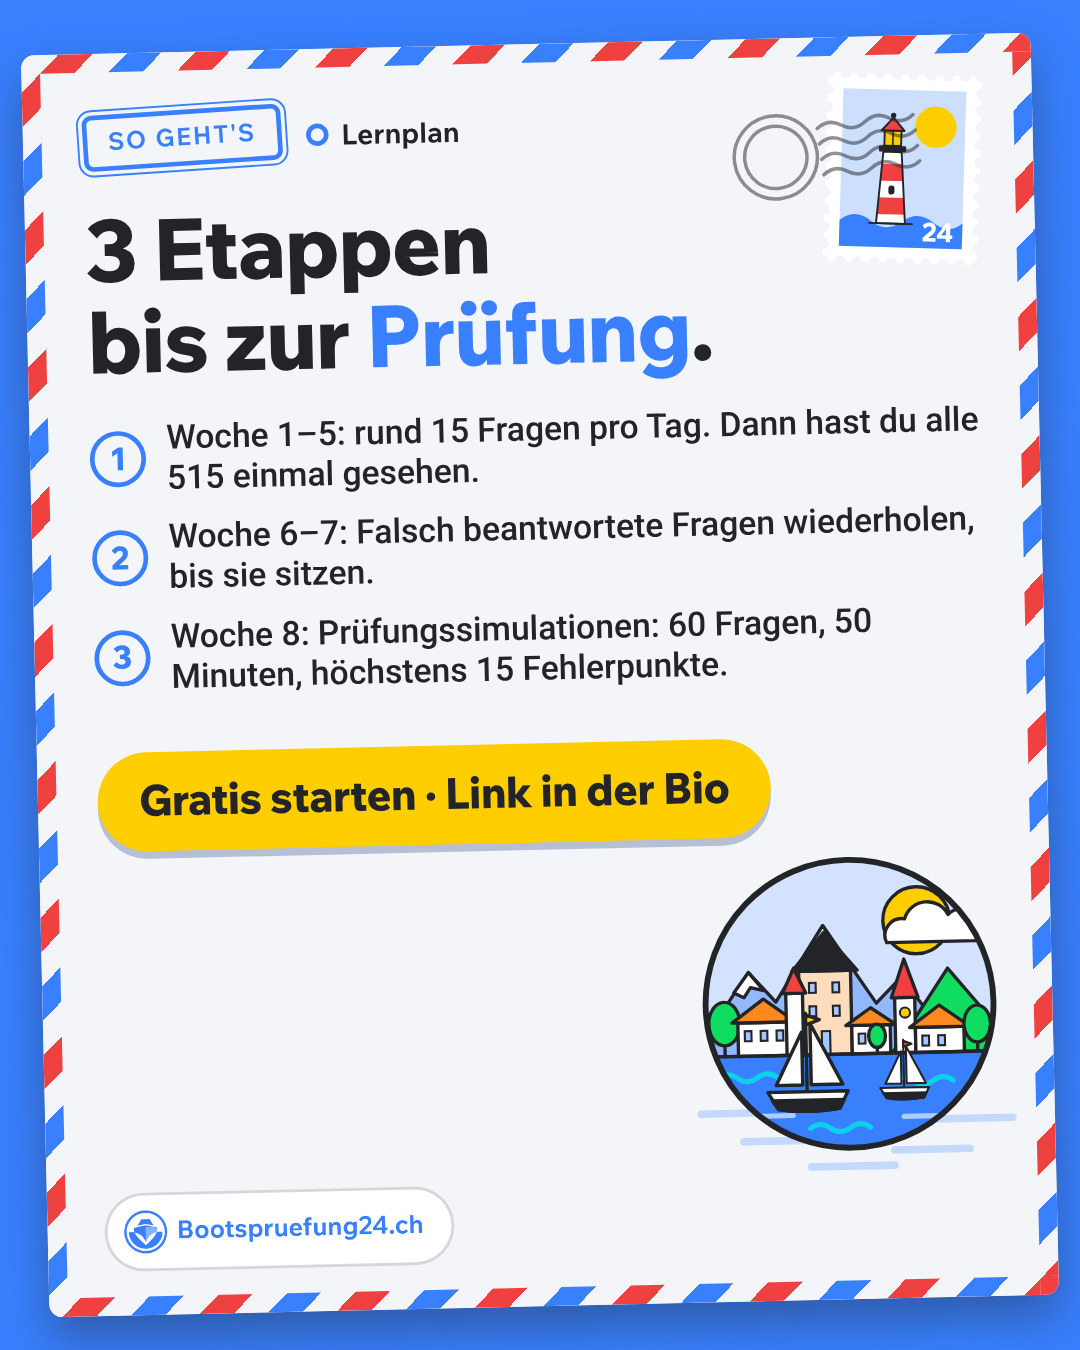 SO GEHT'S
Lernplan
24
3 Etappen
bis zur Prüfung.
1
Woche 1–5: rund 15 Fragen pro Tag. Dann hast du alle
515 einmal gesehen.
2
Woche 6–7: Falsch beantwortete Fragen wiederholen,
bis sie sitzen.
3
Woche 8: Prüfungssimulationen: 60 Fragen, 50
Minuten, höchstens 15 Fehlerpunkte.
Gratis starten · Link in der Bio
Bootspruefung24.ch